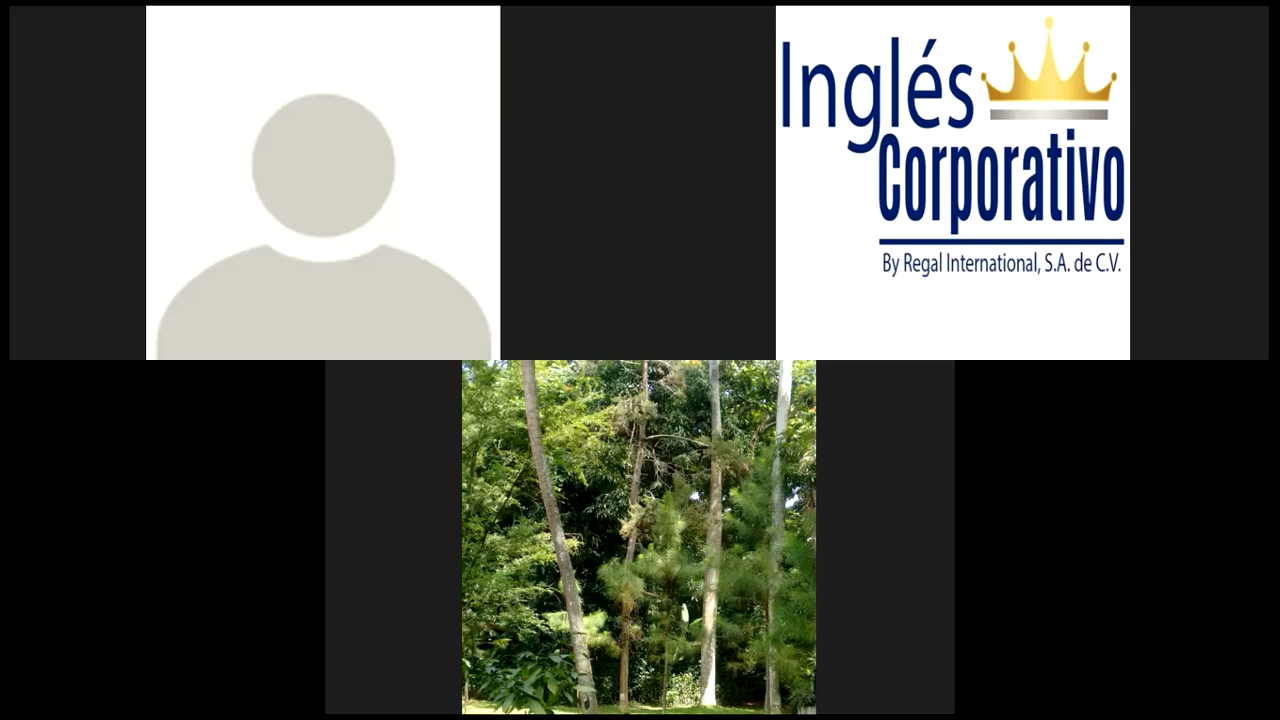 Inglés
Corporativo
By Regal International, S.A. de C.V.